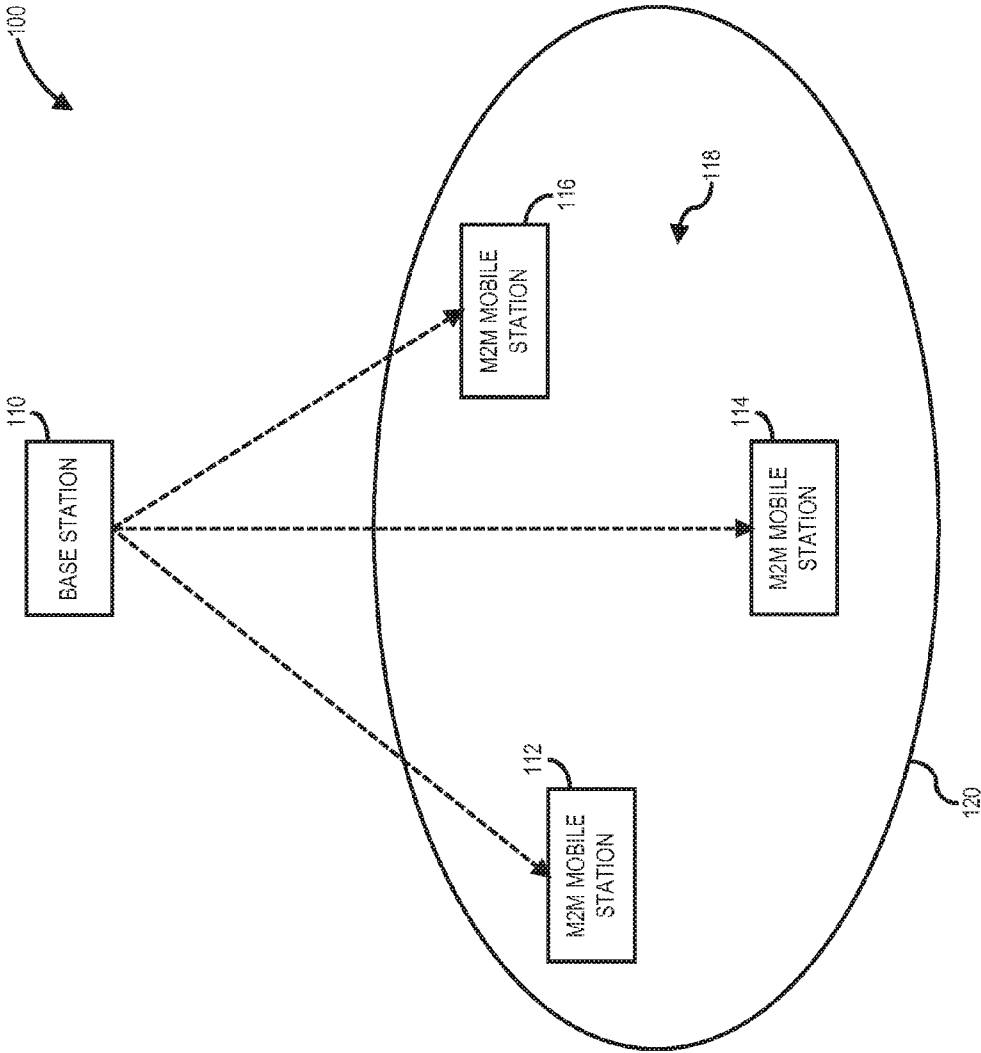 100
110
BASE STATION
116
M2M MOBILE
STATION
118
112
M2M MOBILE
STATION
114
M2M MOBILE
STATION
120